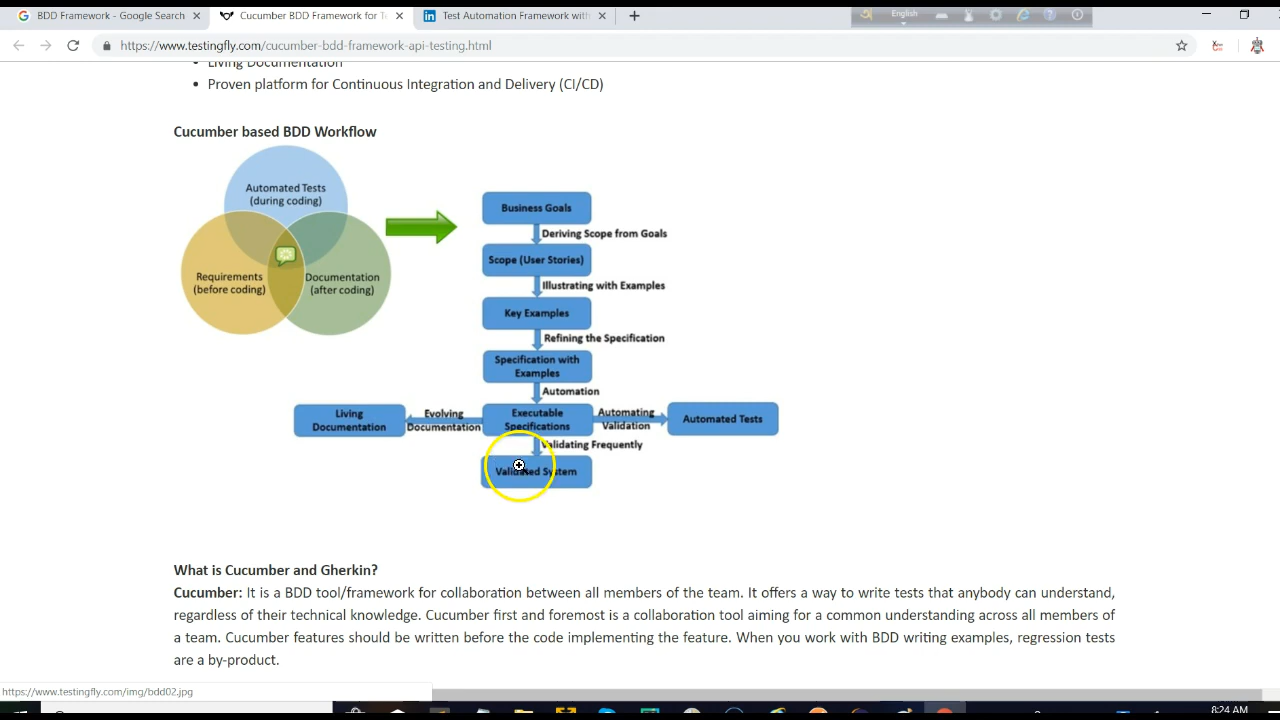 BDD Framework - Google Search
Cucumber BDD Framework for T
Test Automation Framework with
English
https://www.testingfly.com/cucumber-bdd-framework-api-testing.html
Living Documentation
Proven platform for Continuous Integration and Delivery (CI/CD)
Cucumber based BDD Workflow
Automated Tests
(during coding)
Requirements
(before coding)
Documentation
(after coding)
Business Goals
Deriving Scope from Goals
Scope (User Stories)
Illustrating with Examples
Key Examples
Refining the Specification
Specification with
Examples
Automation
Living
Documentation
Evolving
Documentation
Executable
Specifications
Automating
Validation
Automated Tests
Validating Frequently
Validated System
What is Cucumber and Gherkin?
Cucumber: It is a BDD tool/framework for collaboration between all members of the team. It offers a way to write tests that anybody can understand,
regardless of their technical knowledge. Cucumber first and foremost is a collaboration tool aiming for a common understanding across all members of
a team. Cucumber features should be written before the code implementing the feature. When you work with BDD writing examples, regression tests
are a by-product.
https://www.testingfly.com/img/bdd02.jpg
8:24 AM